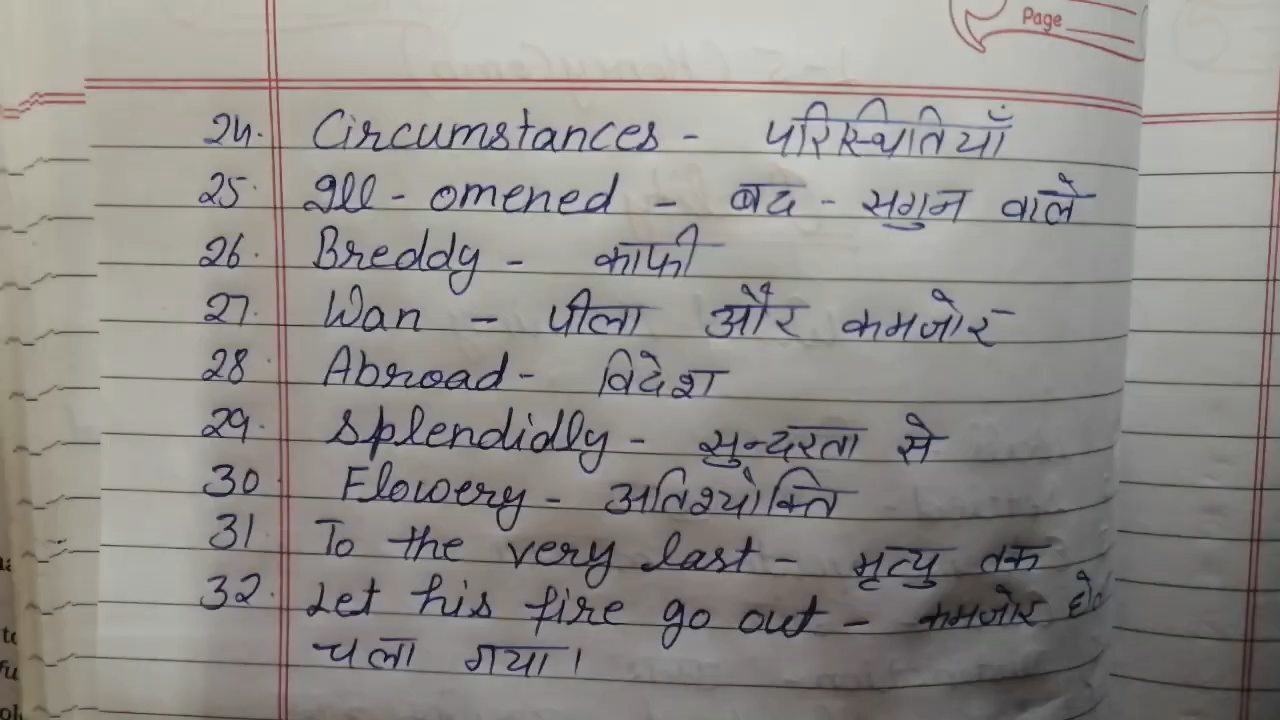 Page
24. Circumstances - परिस्थितियाँ
25. Ill - omened - बद - सगुन वाले
26. Breddy - काफी
27. Wan - पीला और कमजोर
28. Abroad - विदेश
29. Splendidly - सुन्दरता से
30 Flowery - अतिश्योक्ति
31 To the very last - मृत्यु तक
32. Let his fire go out - कमजोर
चला गया।